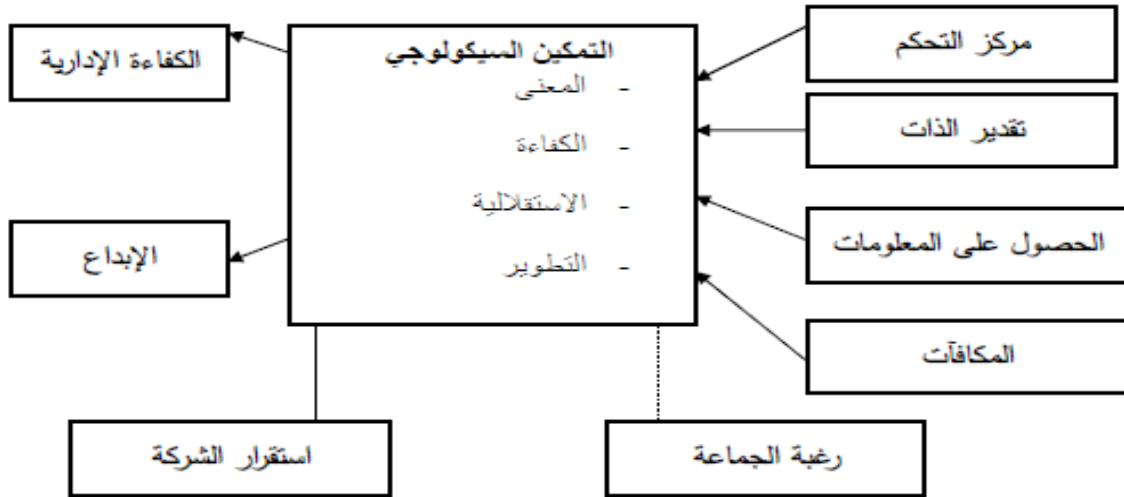 مركز التحكم
تقدير الذات
الحصول على المعلومات
المكافآت
التمكين السيكولوجي
- المعنى
- الكفاءة
- الاستقلالية
- التطوير
الكفاءة الإدارية
الإبداع
رغبة الجماعة
استقرار الشركة